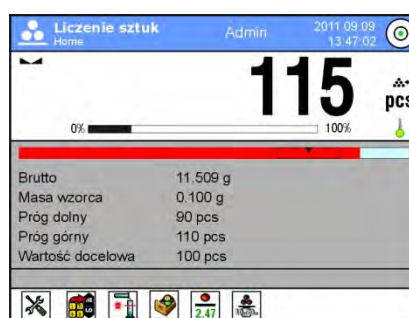 Liczenie sztuk
Home
Admin
2011.09.09
13:47:02
115
pcs
0%
100%
Brutto 11.509 g
Masa wzorca 0.100 g
Próg dolny 90 pcs
Próg górny 110 pcs
Wartość docelowa 100 pcs
2.47